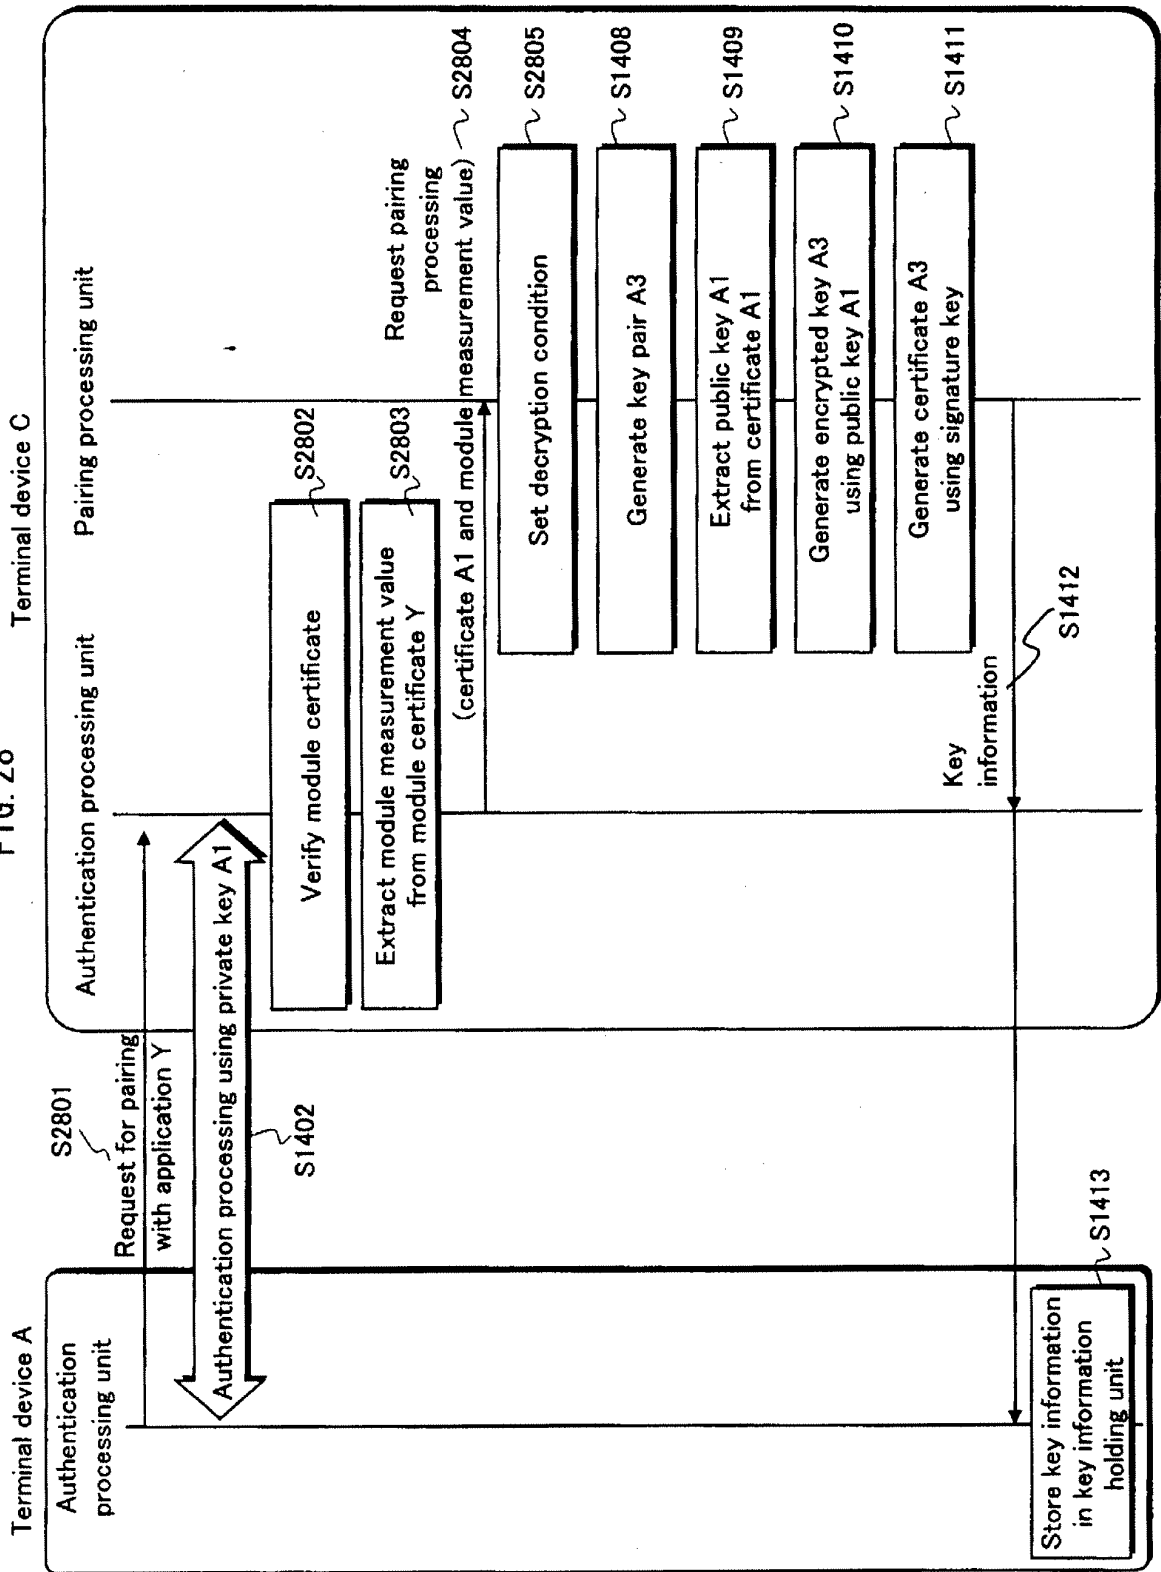 FIG. 28
Terminal device A
Terminal device C
Authentication
processing unit
Authentication processing unit
Pairing processing unit
S2801
Request for pairing
with application Y
Authentication processing using private key A1
S1402
Verify module certificate
S2802
Extract module measurement value
from module certificate Y
S2803
Request pairing
processing
(certificate A1 and module measurement value)
S2804
Set decryption condition
S2805
Generate key pair A3
S1408
Extract public key A1
from certificate A1
S1409
Generate encrypted key A3
using public key A1
S1410
Generate certificate A3
using signature key
S1411
Key
information
S1412
Store key information
in key information
holding unit
S1413